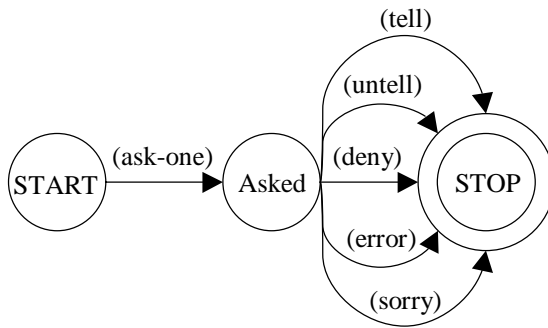 (tell)
(untell)
(ask-one)
(deny)
START
Asked
STOP
(error)
(sorry)